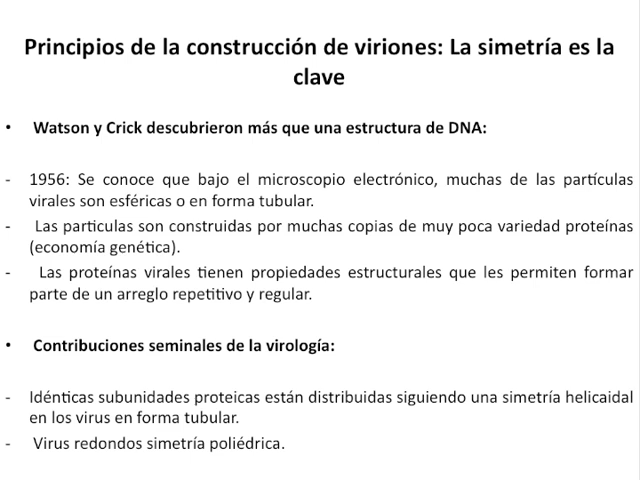 Principios de la construcción de viriones: La simetría es la
clave
• Watson y Crick descubrieron más que una estructura de DNA:
- 1956: Se conoce que bajo el microscopio electrónico, muchas de las partículas
virales son esféricas o en forma tubular.
- Las particulas son construidas por muchas copias de muy poca variedad proteínas
(economía genética).
- Las proteínas virales tienen propiedades estructurales que les permiten formar
parte de un arreglo repetitivo y regular.
• Contribuciones seminales de la virología:
- Idénticas subunidades proteicas están distribuidas siguiendo una simetría helicaidal
en los virus en forma tubular.
- Virus redondos simetría poliédrica.